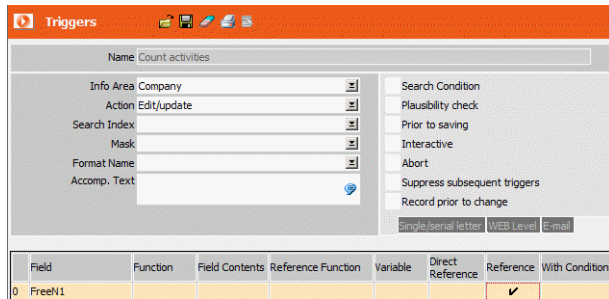 Triggers
Name Count activities
Info Area Company
Action Edit/update
Search Index
Mask
Format Name
Accomp. Text
Search Condition
Plausibility check
Prior to saving
Interactive
Abort
Suppress subsequent triggers
Record prior to change
Single/serial letter WEB Level E-mail
Field Function Field Contents Reference Function Variable Direct Reference Reference With Condition
0 FreeN1 ✔